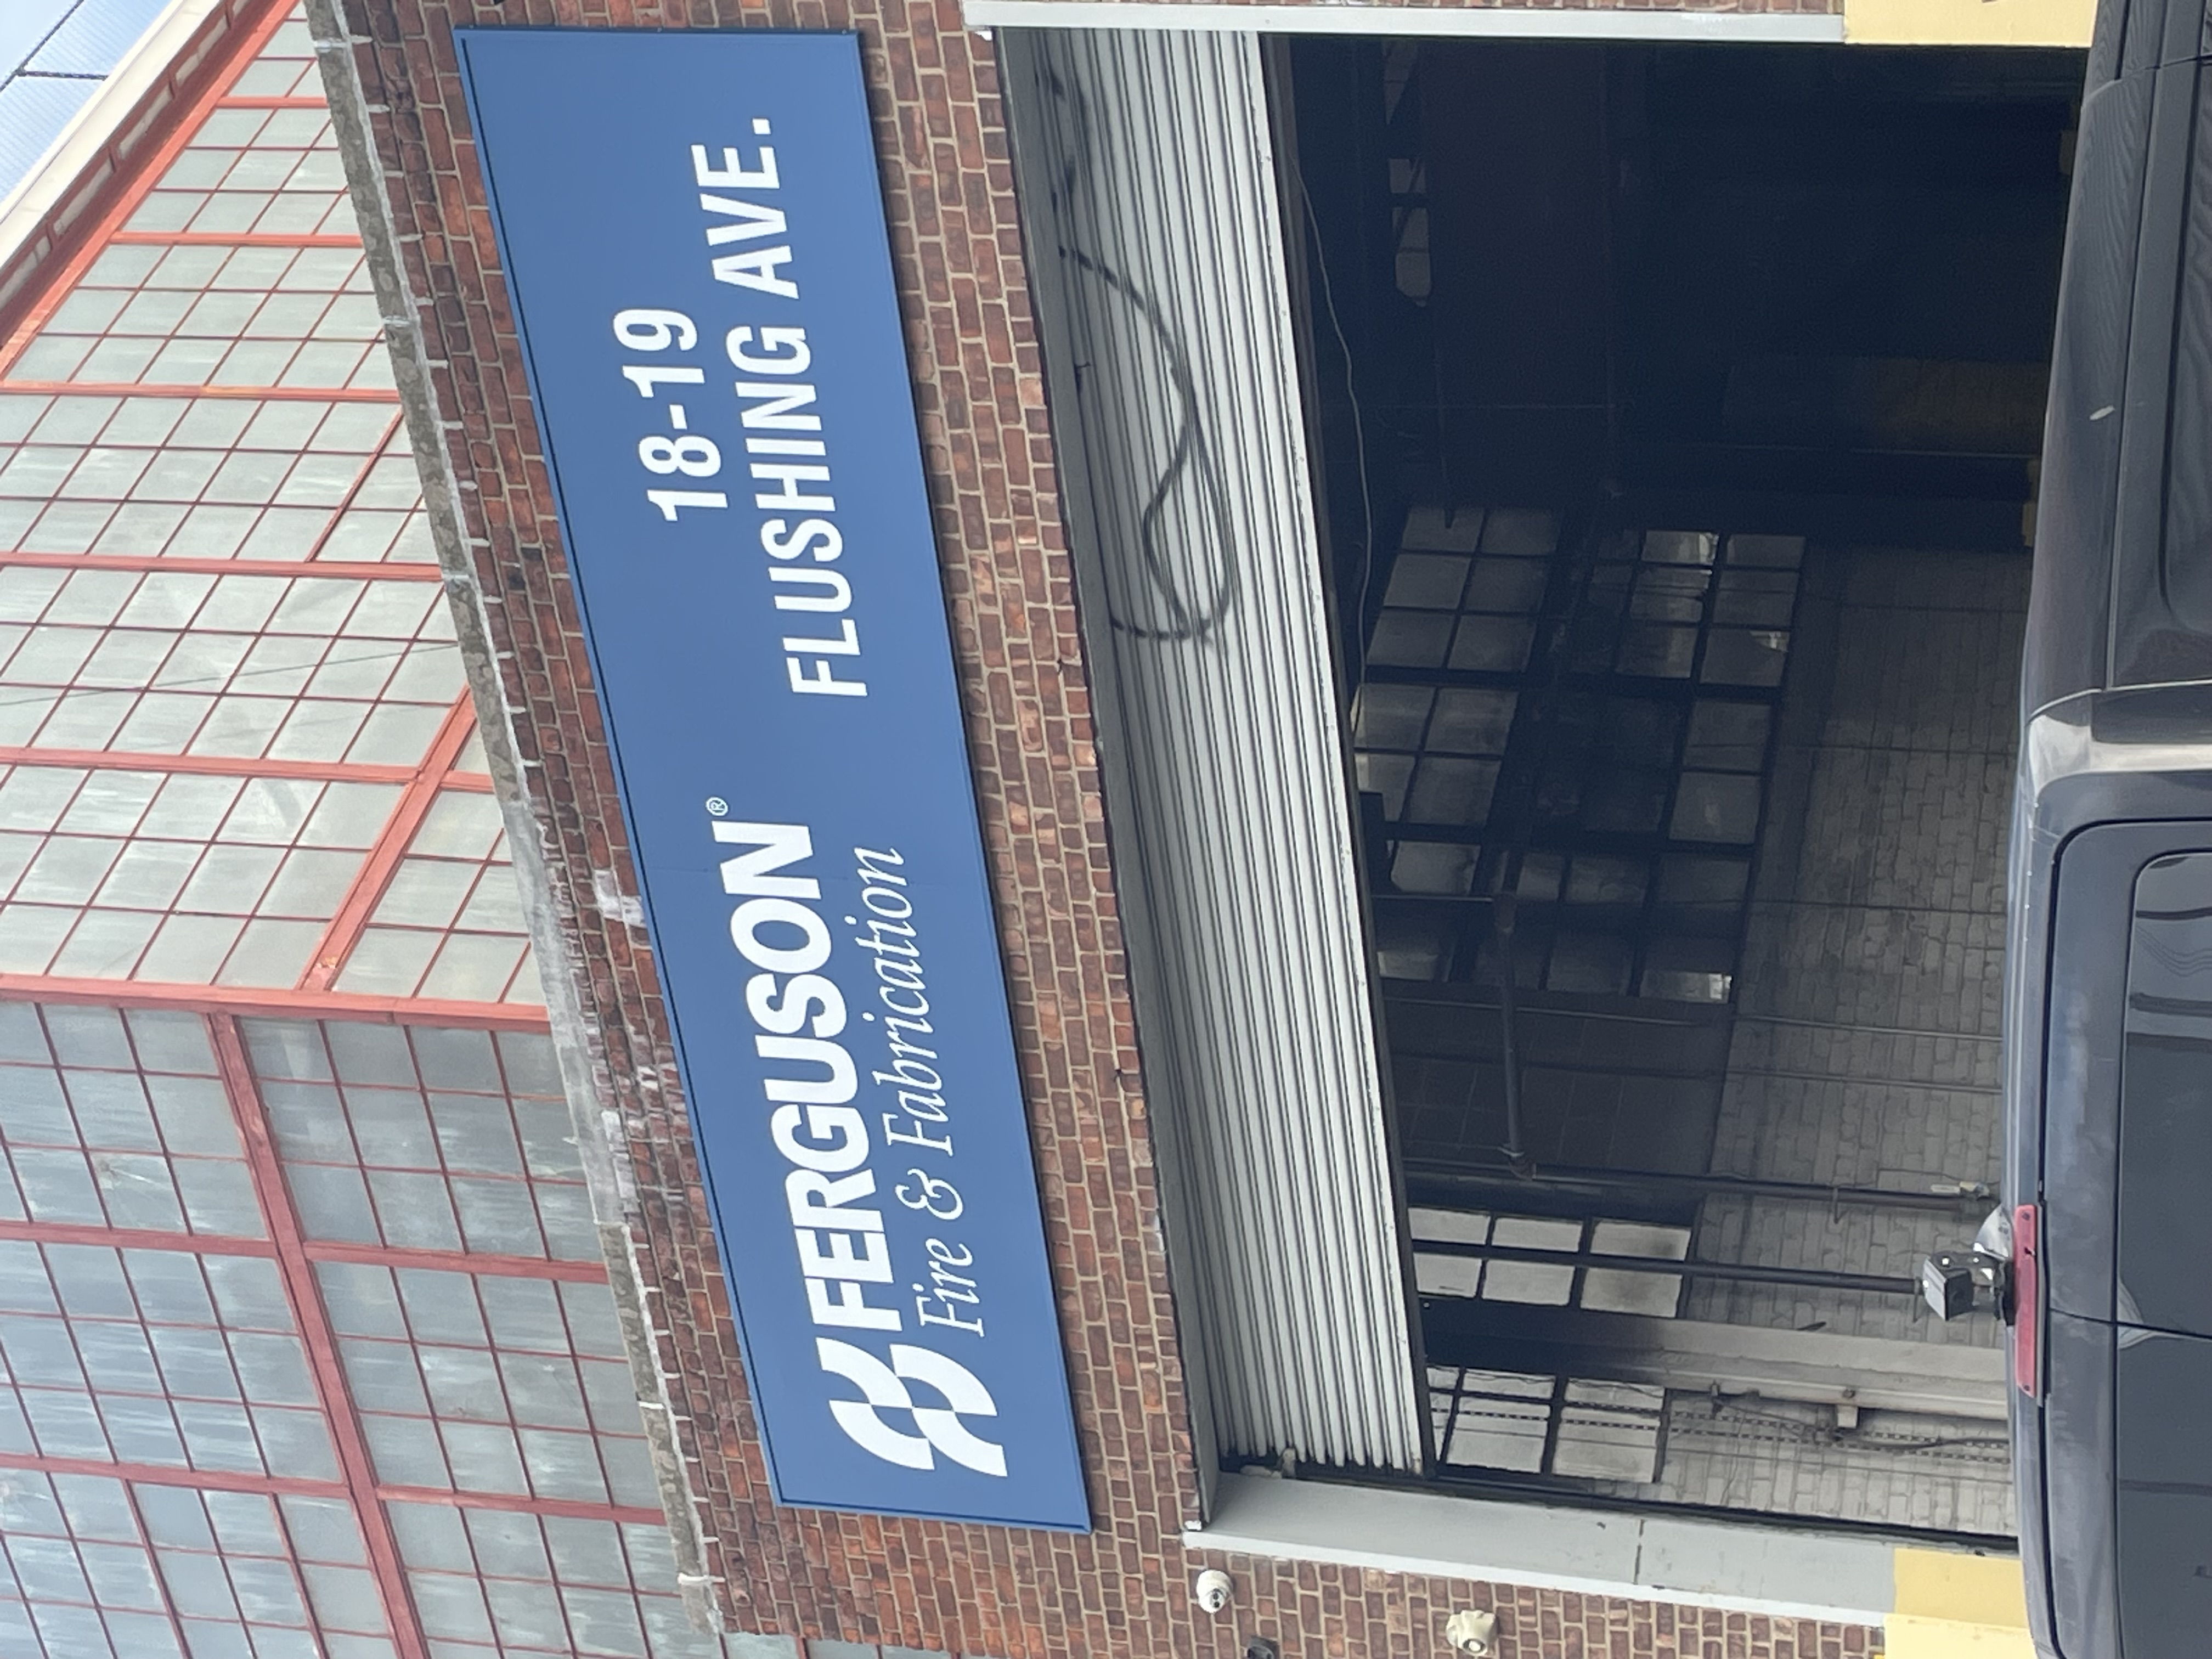 FERGUSON®
Fire & Fabrication
18-19
FLUSHING AVE.